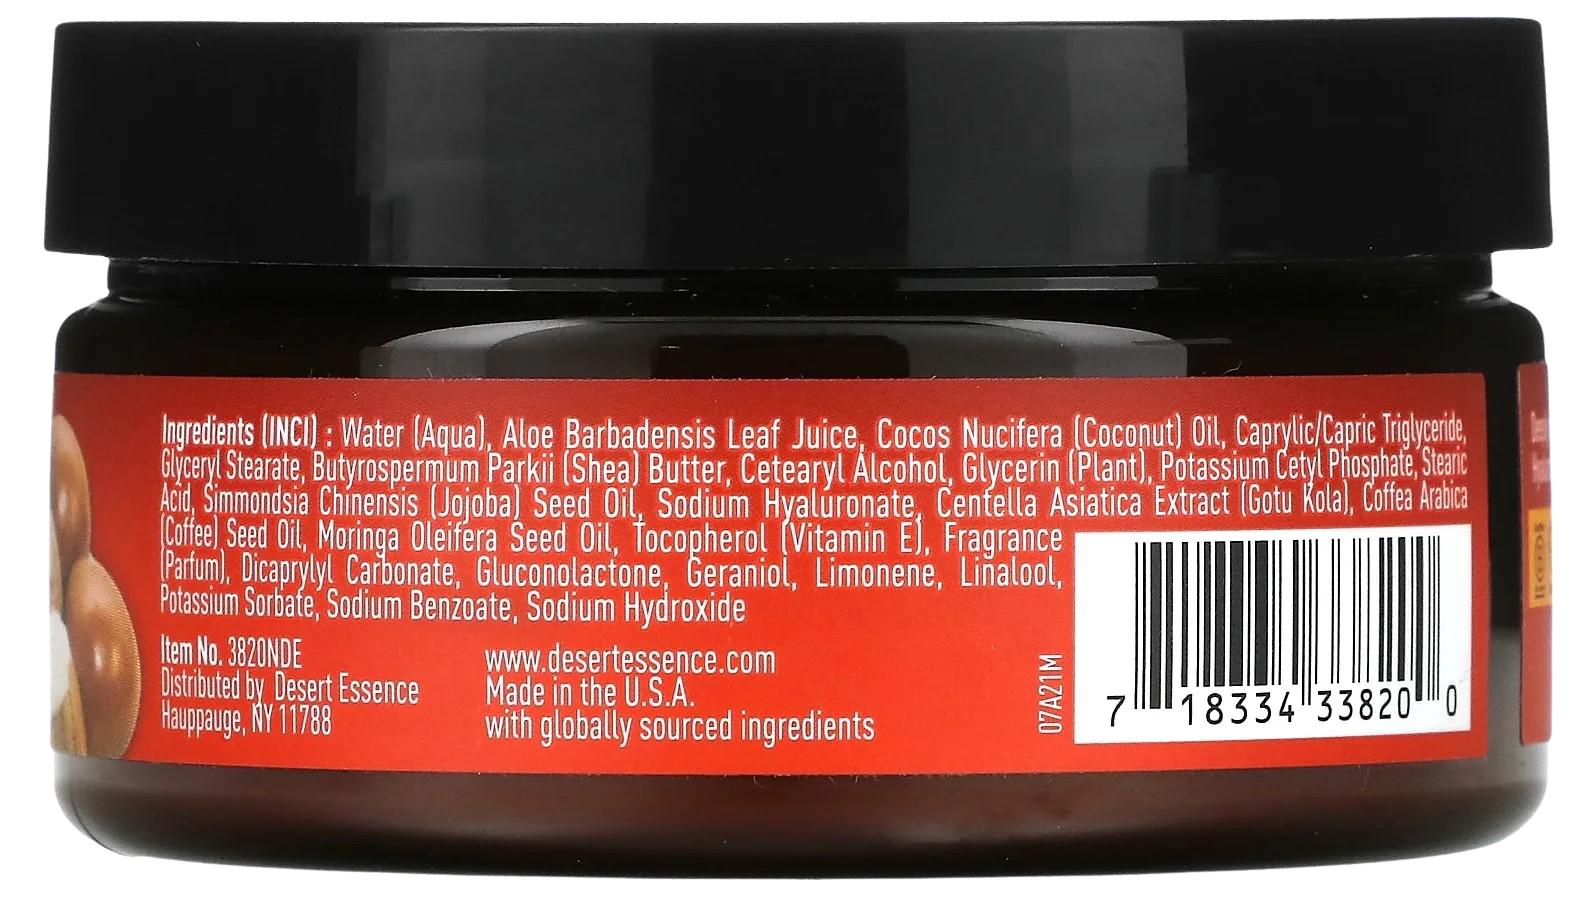 Ingredients (INCI) : Water (Aqua), Aloe Barbadensis Leaf Juice, Cocos Nucifera (Coconut) Oil, Caprylic/Capric Triglyceride,
Glyceryl Stearate, Butyrospermum Parkii (Shea) Butter, Cetearyl Alcohol, Glycerin (Plant), Potassium Cetyl Phosphate, Stearic
Acid, Simmondsia Chinensis (Jojoba) Seed Oil, Sodium Hyaluronate, Centella Asiatica Extract (Gotu Kola), Coffea Arabica
(Coffee) Seed Oil, Moringa Oleifera Seed Oil, Tocopherol (Vitamin E), Fragrance
(Parfum), Dicaprylyl Carbonate, Gluconolactone, Geraniol, Limonene, Linalool,
Potassium Sorbate, Sodium Benzoate, Sodium Hydroxide
Item No. 3820NDE
Distributed by Desert Essence
Hauppauge, NY 11788
www.desertessence.com
Made in the U.S.A.
with globally sourced ingredients
07A21M
7 18334 33820 0